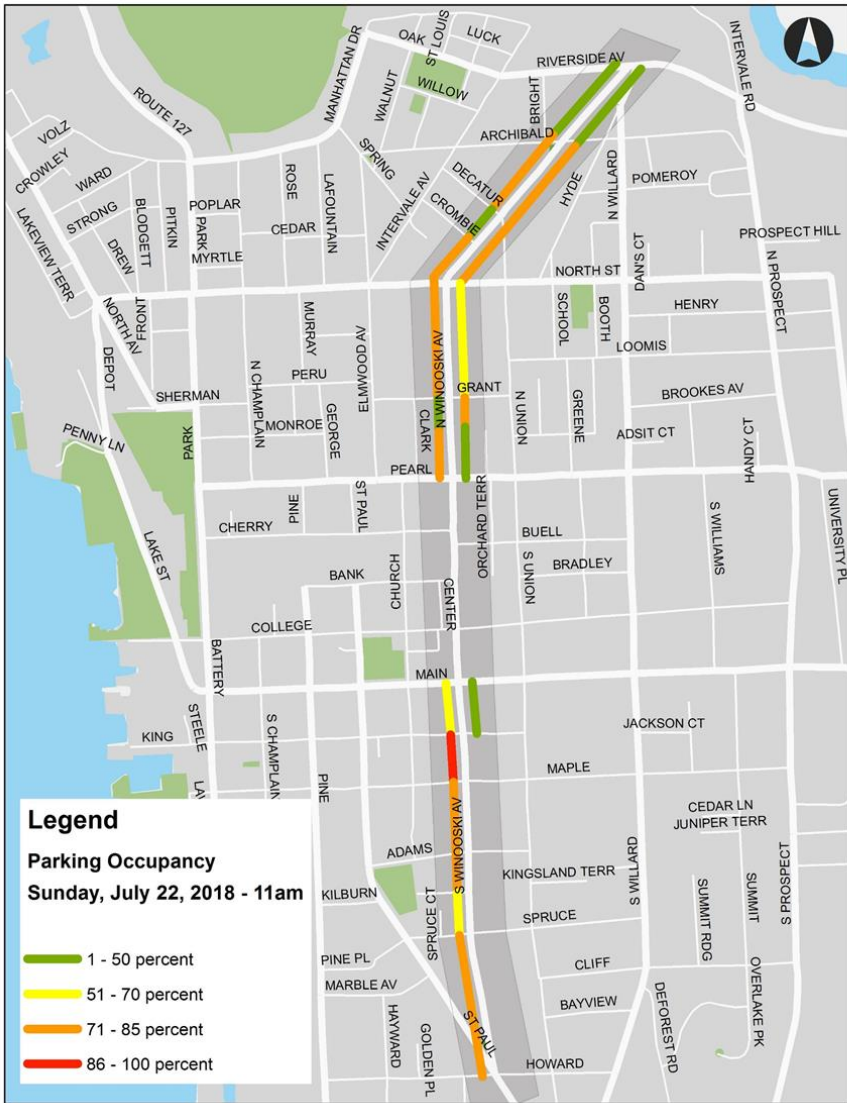 OAK
ST LOUIS
LUCK
RIVERSIDE AV
INTERVALE RD
MANHATTAN DR
WALNUT
WILLOW
BRIGHT
ROUTE 127
VOLZ
ARCHIBALD
CROWLEY
WARD
SPRING
DECATUR
HYDE
N WILLARD
POMEROY
STRONG
BLODGETT
PITKIN
POPLAR
ROSE
LAFOUNTAIN
INTERVALE AV
CROMBIE
LAKEVIEW TERR
DREW
PARK
CEDAR
MYRTLE
DAN'S CT
PROSPECT HILL
N PROSPECT
NORTH ST
NORTH AV
FRONT
MURRAY
ELMWOOD AV
N WINOOSKI AV
SCHOOL
BOOTH
HENRY
LOOMIS
DEPOT
N CHAMPLAIN
PERU
GRANT
SHERMAN
BROOKES AV
MONROE
GEORGE
CLARK
N UNION
GREENE
ADSIT CT
HANDY CT
PENNY LN
PARK
PEARL
ST PAUL
PINE
CHERRY
ORCHARD TERR
BUELL
S WILLIAMS
UNIVERSITY PL
LAKE ST
BRADLEY
S UNION
BANK
CHURCH
CENTER
COLLEGE
BATTERY
MAIN
STEELE
KING
S CHAMPLAIN
JACKSON CT
PINE
MAPLE
CEDAR LN
JUNIPER TERR
Legend
Parking Occupancy
Sunday, July 22, 2018 - 11am
1 - 50 percent
51 - 70 percent
71 - 85 percent
86 - 100 percent
ADAMS
S WINOOSKI AV
KINGSLAND TERR
S WILLARD
SUMMIT RDG
SUMMIT
S PROSPECT
KILBURN
SPRUCE CT
SPRUCE
PINE PL
CLIFF
MARBLE AV
BAYVIEW
OVERLAKE PK
HAYWARD
GOLDEN PL
ST PAUL
DEFOREST RD
HOWARD